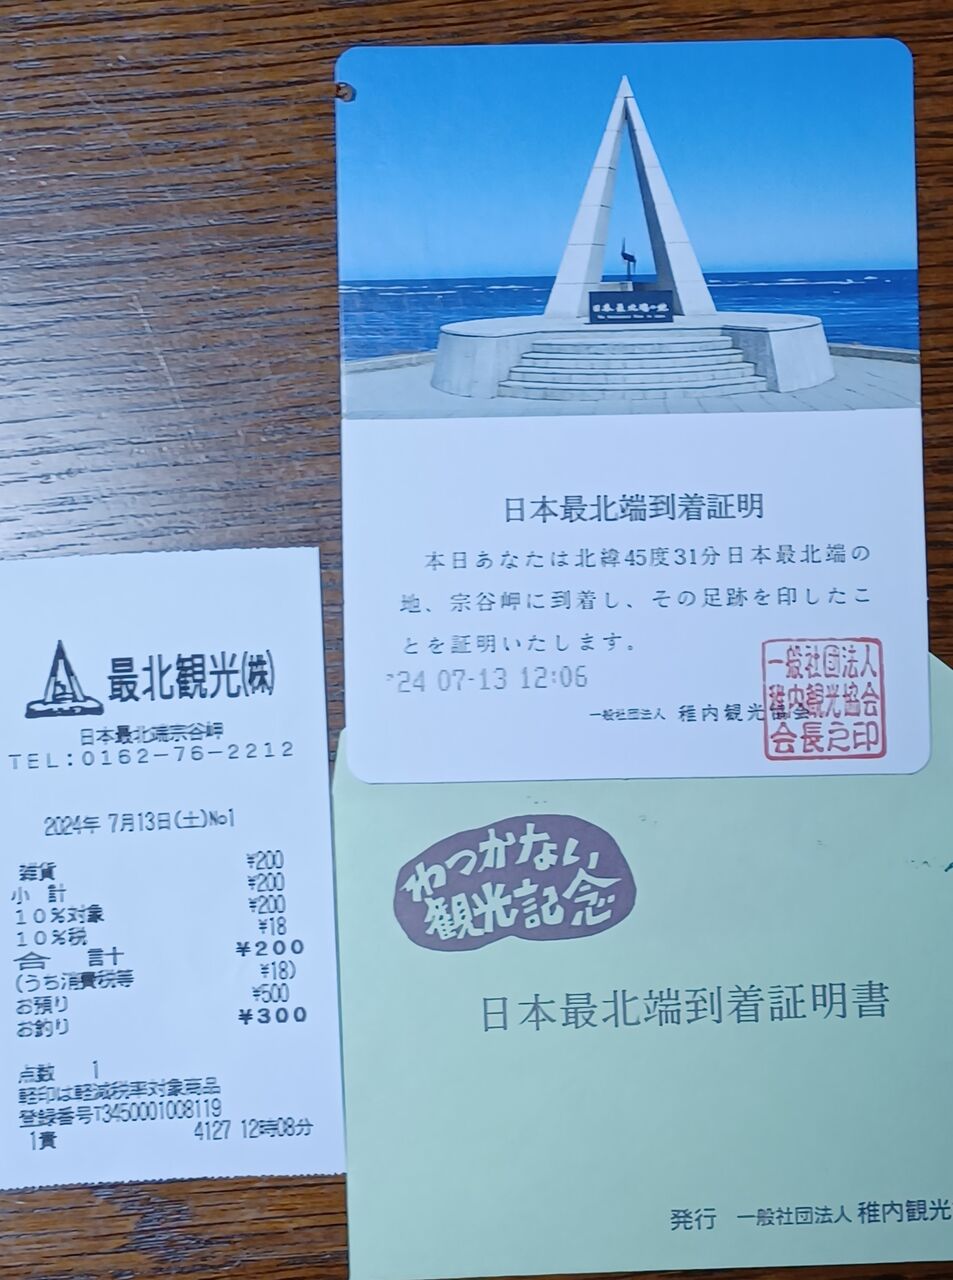 日本最北端の地
日本最北端到着証明
本日あなたは北緯45度31分日本最北端の
地、宗谷岬に到着し、その足跡を印したこ
とを証明いたします。
'24 07-13 12:06
一般社団法人 稚内観光協会
一般社団法人
稚内観光協会
会長之印
最北観光(株)
日本最北端宗谷岬
TEL:0162-76-2212
2024年 7月13日(土)No1
雑貨 ¥200
小計 ¥200
10%対象 ¥200
10%税 ¥18
合計 ¥200
(うち消費税等 ¥18)
お預り ¥500
お釣り ¥300
点数 1
軽印は軽減税率対象商品
登録番号T3450001008119
1責 4127 12時08分
わっかない
観光記念
日本最北端到着証明書
発行 一般社団法人 稚内観光